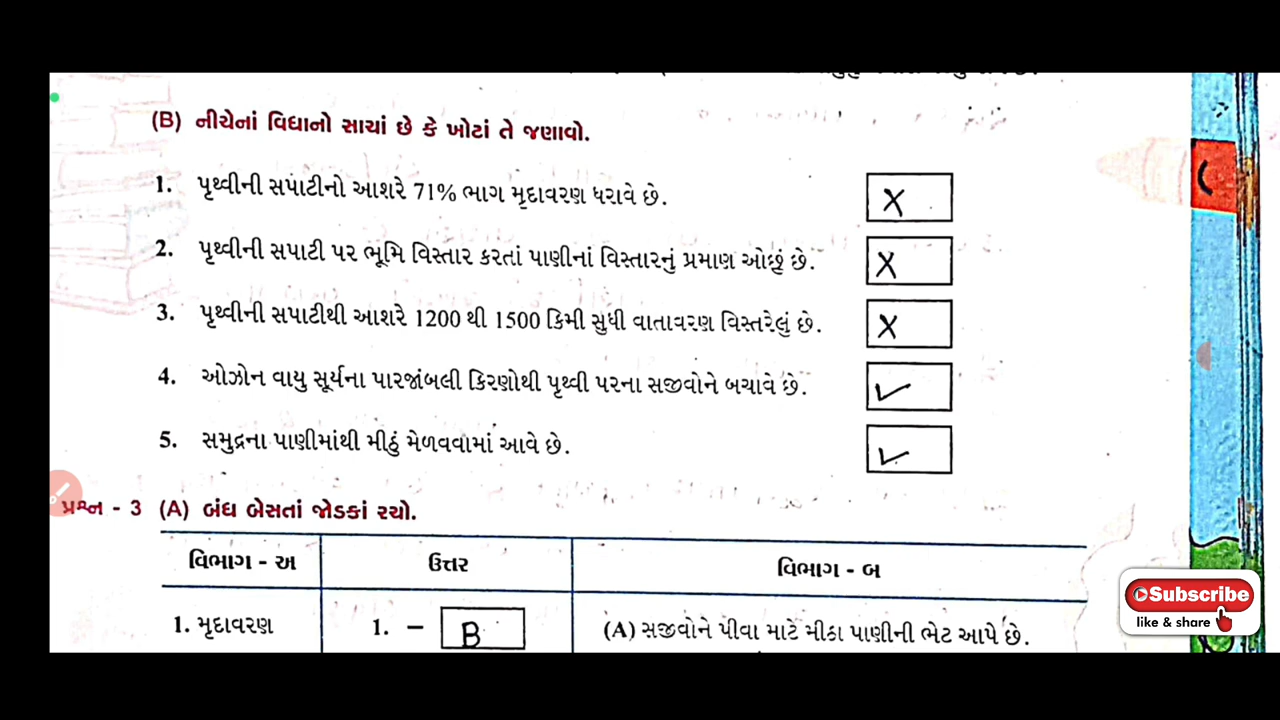 (B) નીચેનાં વિધાનો સાચાં છે કે ખોટાં તે જણાવો.
1. પૃથ્વીની સપાટીનો આશરે 71% ભાગ મૃદાવરણ ધરાવે છે. X
2. પૃથ્વીની સપાટી પર ભૂમિ વિસ્તાર કરતાં પાણીનાં વિસ્તારનું પ્રમાણ ઓછું છે. X
3. પૃથ્વીની સપાટીથી આશરે 1200 થી 1500 કિમી સુધી વાતાવરણ વિસ્તરેલું છે. X
4. ઓઝોન વાયુ સૂર્યના પારજાંબલી કિરણોથી પૃથ્વી પરના સજીવોને બચાવે છે. ✓
5. સમુદ્રના પાણીમાંથી મીઠું મેળવવામાં આવે છે. ✓
પ્રશ્ન - 3 (A) બંધ બેસતાં જોડકાં રચો.
વિભાગ - અ ઉત્તર વિભાગ - બ
1. મૃદાવરણ 1. - B (A) સજીવોને પીવા માટે મીઠા પાણીની ભેટ આપે છે.
Subscribe
like & share